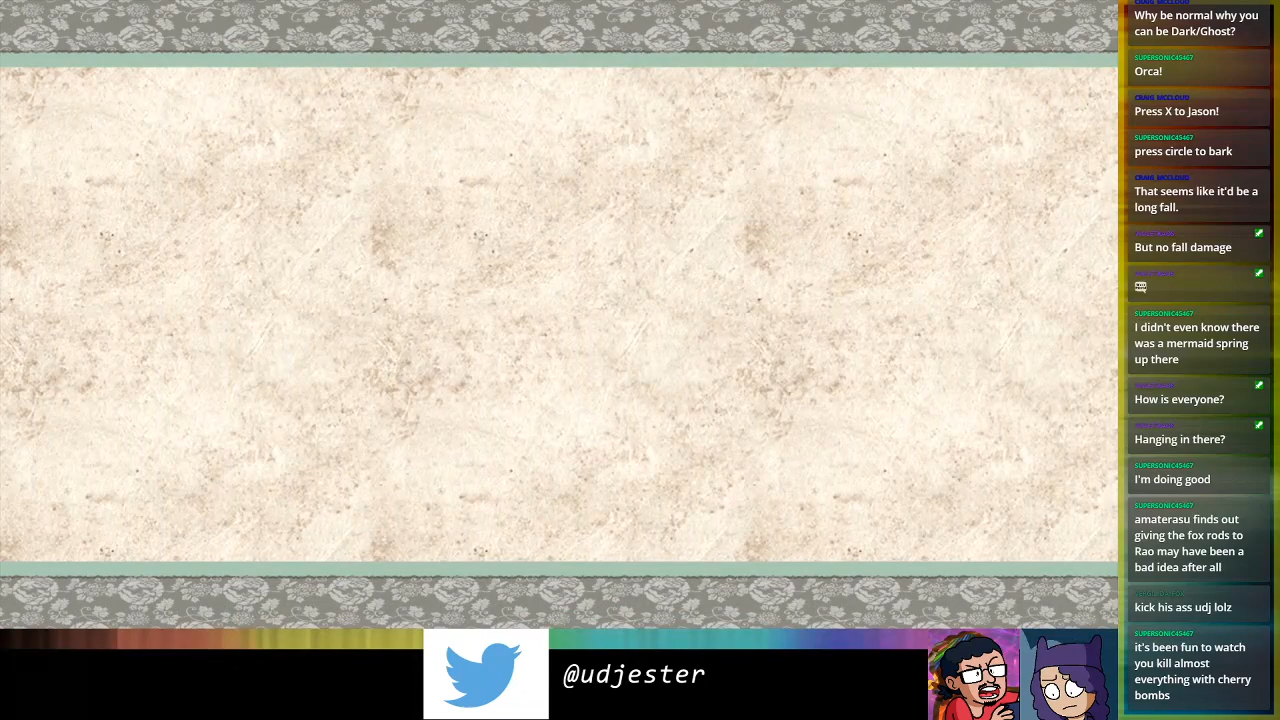 Why be normal why you
can be Dark/Ghost?
SUPERSONIC45467
Orca!
CRAIG_MCCLOUD
Press X to Jason!
SUPERSONIC45467
press circle to bark
CRAIG_MCCLOUD
That seems like it'd be a
long fall.
But no fall damage
SUPERSONIC45467
I didn't even know there
was a mermaid spring
up there
How is everyone?
Hanging in there?
SUPERSONIC45467
I'm doing good
SUPERSONIC45467
amaterasu finds out
giving the fox rods to
Rao may have been a
bad idea after all
kick his ass udj lolz
SUPERSONIC45467
it's been fun to watch
you kill almost
everything with cherry
bombs
@udjester